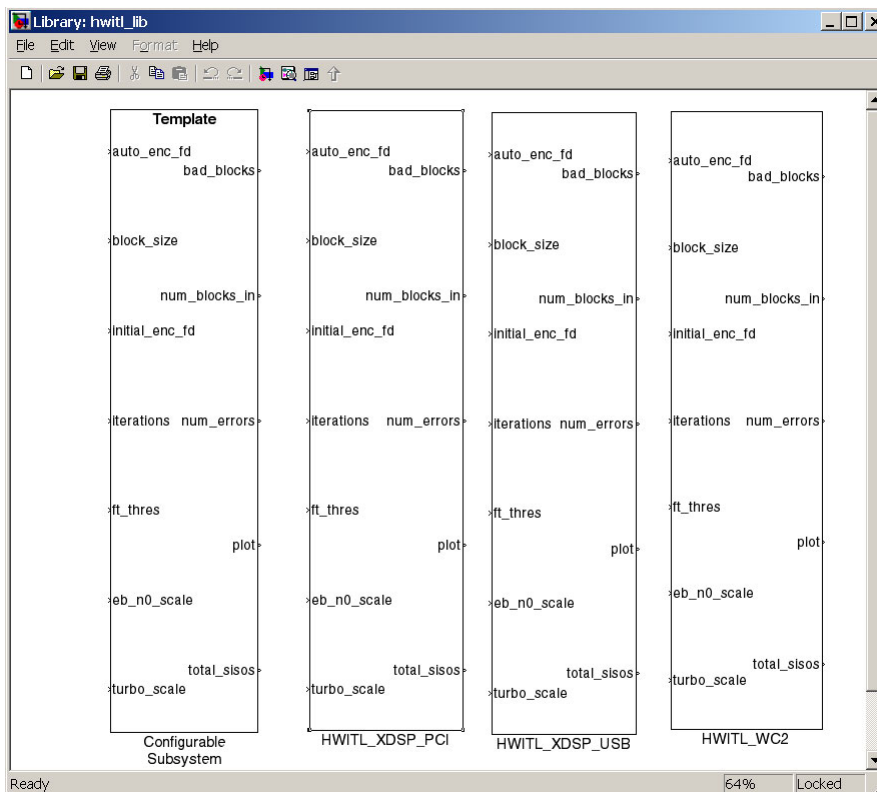 Library: hwitl_lib
File Edit View Format Help
Template
auto_enc_fd
bad_blocks
block_size
num_blocks_in
initial_enc_fd
iterations num_errors
ft_thres
plot
eb_n0_scale
total_sisos
turbo_scale
Configurable
Subsystem
auto_enc_fd
bad_blocks
block_size
num_blocks_in
initial_enc_fd
iterations num_errors
ft_thres
plot
eb_n0_scale
total_sisos
turbo_scale
HWITL_XDSP_PCI
auto_enc_fd
bad_blocks
block_size
num_blocks_in
initial_enc_fd
iterations num_errors
ft_thres
plot
eb_n0_scale
total_sisos
turbo_scale
HWITL_XDSP_USB
auto_enc_fd
bad_blocks
block_size
num_blocks_in
initial_enc_fd
iterations num_errors
ft_thres
plot
eb_n0_scale
total_sisos
turbo_scale
HWITL_WC2
Ready 64% Locked